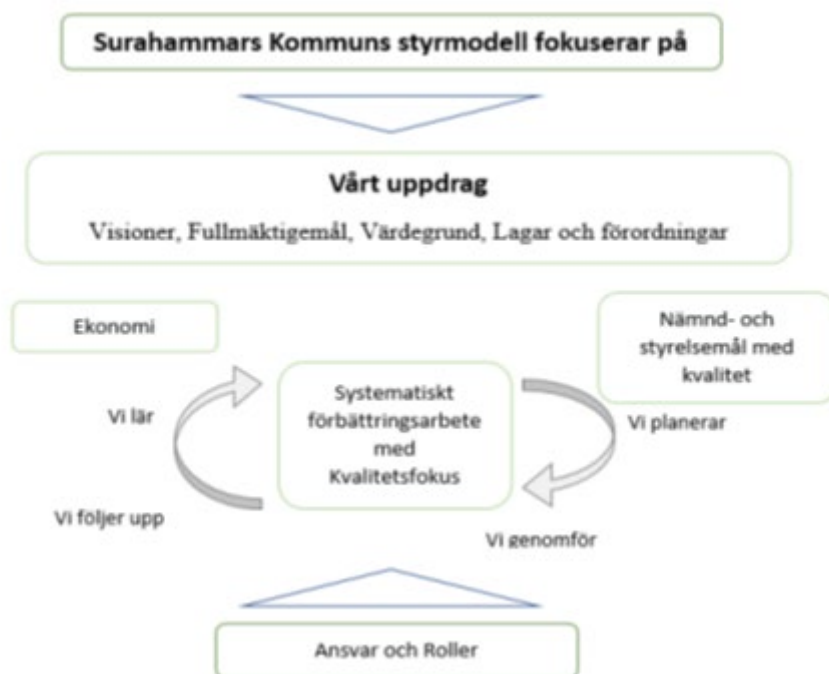 Surahammars Kommuns styrmodell fokuserar på
Vårt uppdrag
Visioner, Fullmäktigemål, Värdegrund, Lagar och förordningar
Ekonomi
Nämnd- och
styrelsemål med
kvalitet
Systematiskt
förbättringsarbete
med
Kvalitetsfokus
Vi lär
Vi planerar
Vi följer upp
Vi genomför
Ansvar och Roller